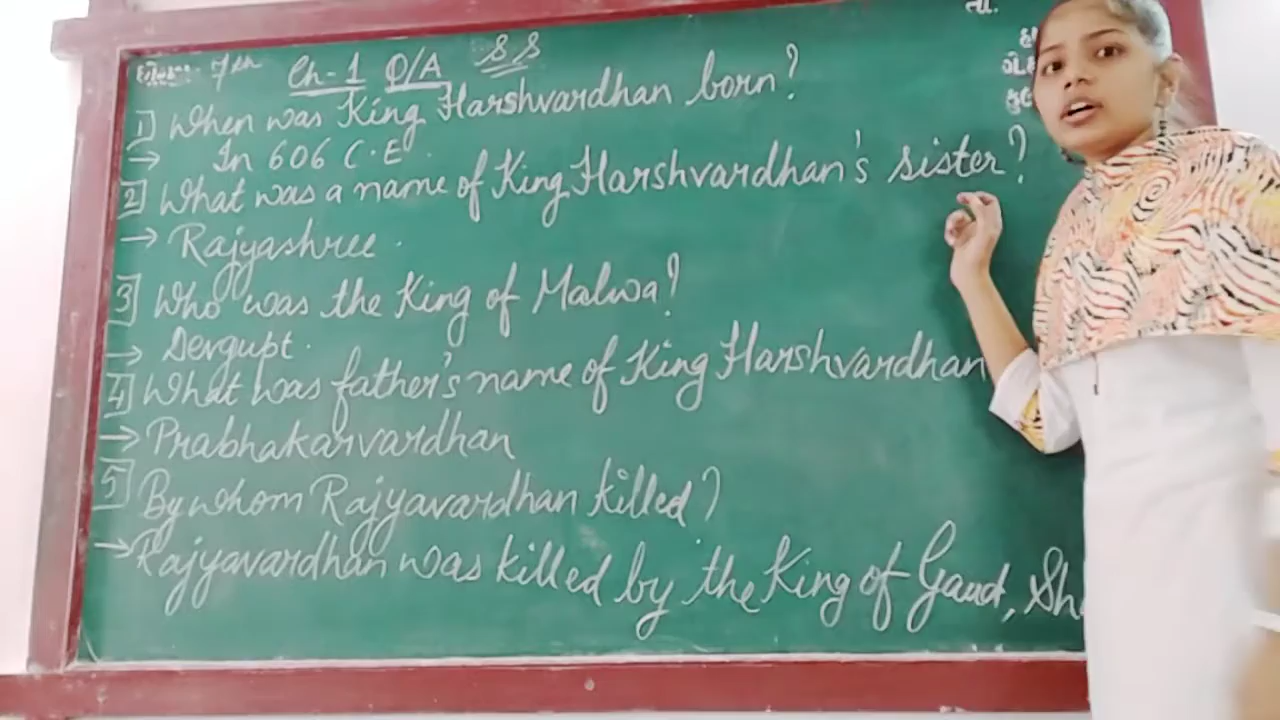 7th Ch-1 Q/A SS
1 When was King Harshvardhan born?
→ In 606 C.E.
2 What was a name of King Harshvardhan's sister?
→ Rajyashree.
3 Who was the King of Malwa?
→ Devgupt.
4 What was father's name of King Harshvardhan
→ Prabhakarvardhan
5 By whom Rajyavardhan killed?
→ Rajyavardhan was killed by the King of Gaud, Sh